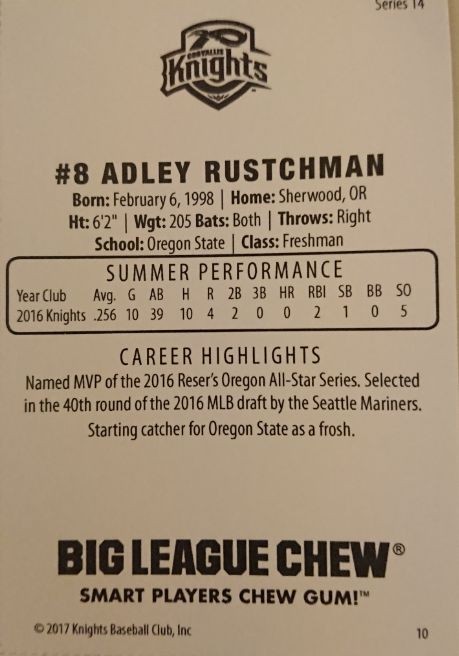 Series 14
CORVALLIS
Knights
#8 ADLEY RUSTCHMAN
Born: February 6, 1998 | Home: Sherwood, OR
Ht: 6'2" | Wgt: 205 Bats: Both | Throws: Right
School: Oregon State | Class: Freshman
SUMMER PERFORMANCE
Year Club Avg. G AB H R 2B 3B HR RBI SB BB SO
2016 Knights .256 10 39 10 4 2 0 0 2 1 0 5
CAREER HIGHLIGHTS
Named MVP of the 2016 Reser's Oregon All-Star Series. Selected
in the 40th round of the 2016 MLB draft by the Seattle Mariners.
Starting catcher for Oregon State as a frosh.
BIG LEAGUE CHEW®
SMART PLAYERS CHEW GUM!™
© 2017 Knights Baseball Club, Inc 10